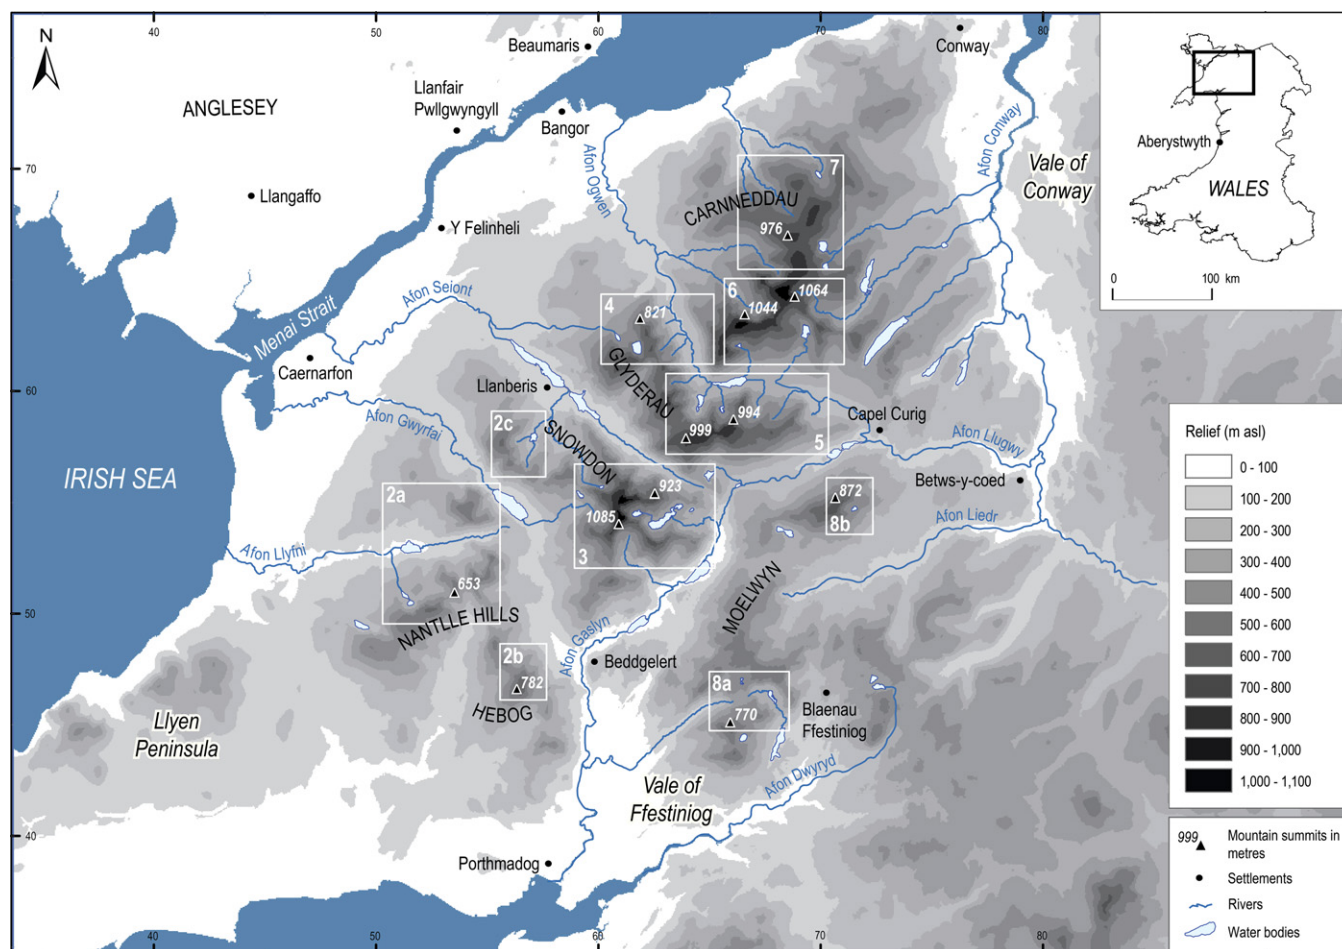 40
50
60
70
80
N
Beaumaris
Conway
Llanfair
Pwllgwyngyll
ANGLESEY
Bangor
Afon Ogwen
Afon Conway
Aberystwyth
WALES
0
100 km
70
Llangaffo
Y Felinheli
7
CARNNEDDAU
976
Vale of
Conway
Afon Seiont
Menai Strait
4
821
6
1064
1044
Caernarfon
60
Llanberis
GLYDERAU
994
999
5
Capel Curig
Afon Gwyrfai
2c
SNOWDON
Afon Llugwy
IRISH SEA
2a
923
1085
3
872
8b
Betws-y-coed
Afon Liedr
Afon Llyfni
653
NANTLLE HILLS
50
MOELWYN
Afon Gaslyn
2b
782
HEBOG
Beddgelert
8a
770
Blaenau
Ffestiniog
Llyen
Peninsula
Vale of
Ffestiniog
Afon Dwyryd
40
Porthmadog
40
50
66
70
80
Relief (m asl)
0 - 100
100 - 200
200 - 300
300 - 400
400 - 500
500 - 600
600 - 700
700 - 800
800 - 900
900 - 1,000
1,000 - 1,100
999
Mountain summits in
metres
Settlements
Rivers
Water bodies